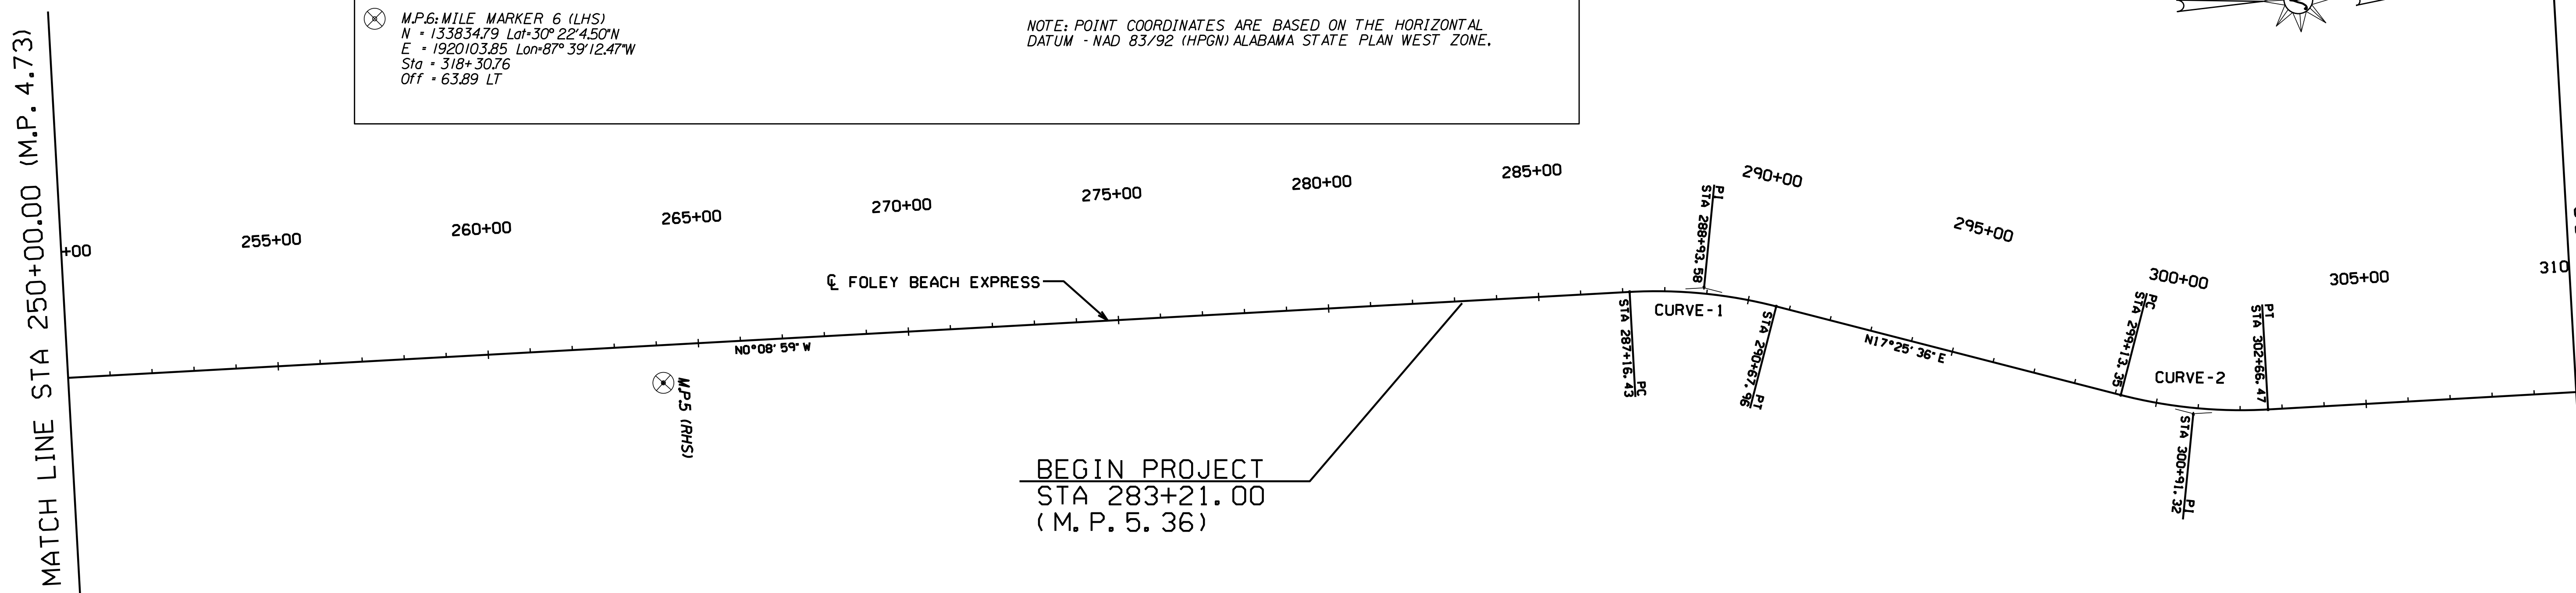 M.P.6: MILE MARKER 6 (LHS)
N = 133834.79 Lat=30° 22'4.50"N
E = 1920103.85 Lon=87° 39'12.47"W
Sta = 318+30.76
Off = 63.89 LT
NOTE: POINT COORDINATES ARE BASED ON THE HORIZONTAL
DATUM - NAD 83/92 (HPGN) ALABAMA STATE PLAN WEST ZONE.
MATCH LINE STA 250+00.00 (M.P. 4.73)
+00
255+00
260+00
265+00
270+00
275+00
280+00
285+00
290+00
295+00
300+00
305+00
310
℄ FOLEY BEACH EXPRESS
N0°08'59"W
M.P.5 (RHS)
BEGIN PROJECT
STA 283+21.00
(M.P. 5.36)
PC
STA 287+16.43
CURVE-1
PI
STA 288+93.58
PT
STA 290+67.96
N17°25'36"E
PC
STA 299+13.35
CURVE-2
PI
STA 300+91.32
PT
STA 302+66.47